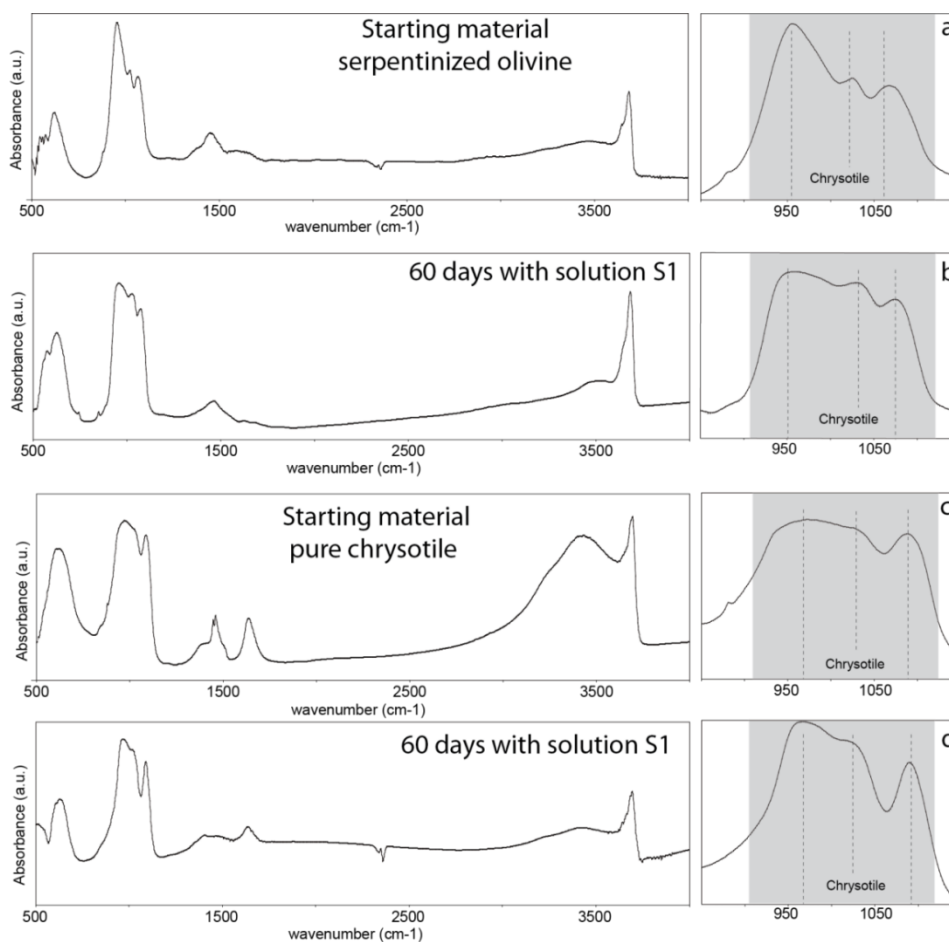 Starting material
serpentinized olivine
Absorbance (a.u.)
500
1500
2500
3500
wavenumber (cm-1)
a
Chrysotile
950
1050
60 days with solution S1
Absorbance (a.u.)
500
1500
2500
3500
wavenumber (cm-1)
b
Chrysotile
950
1050
Starting material
pure chrysotile
Absorbance (a.u.)
500
1500
2500
3500
wavenumber (cm-1)
Chrysotile
950
1050
60 days with solution S1
Absorbance (a.u.)
500
1500
2500
3500
wavenumber (cm-1)
Chrysotile
950
1050